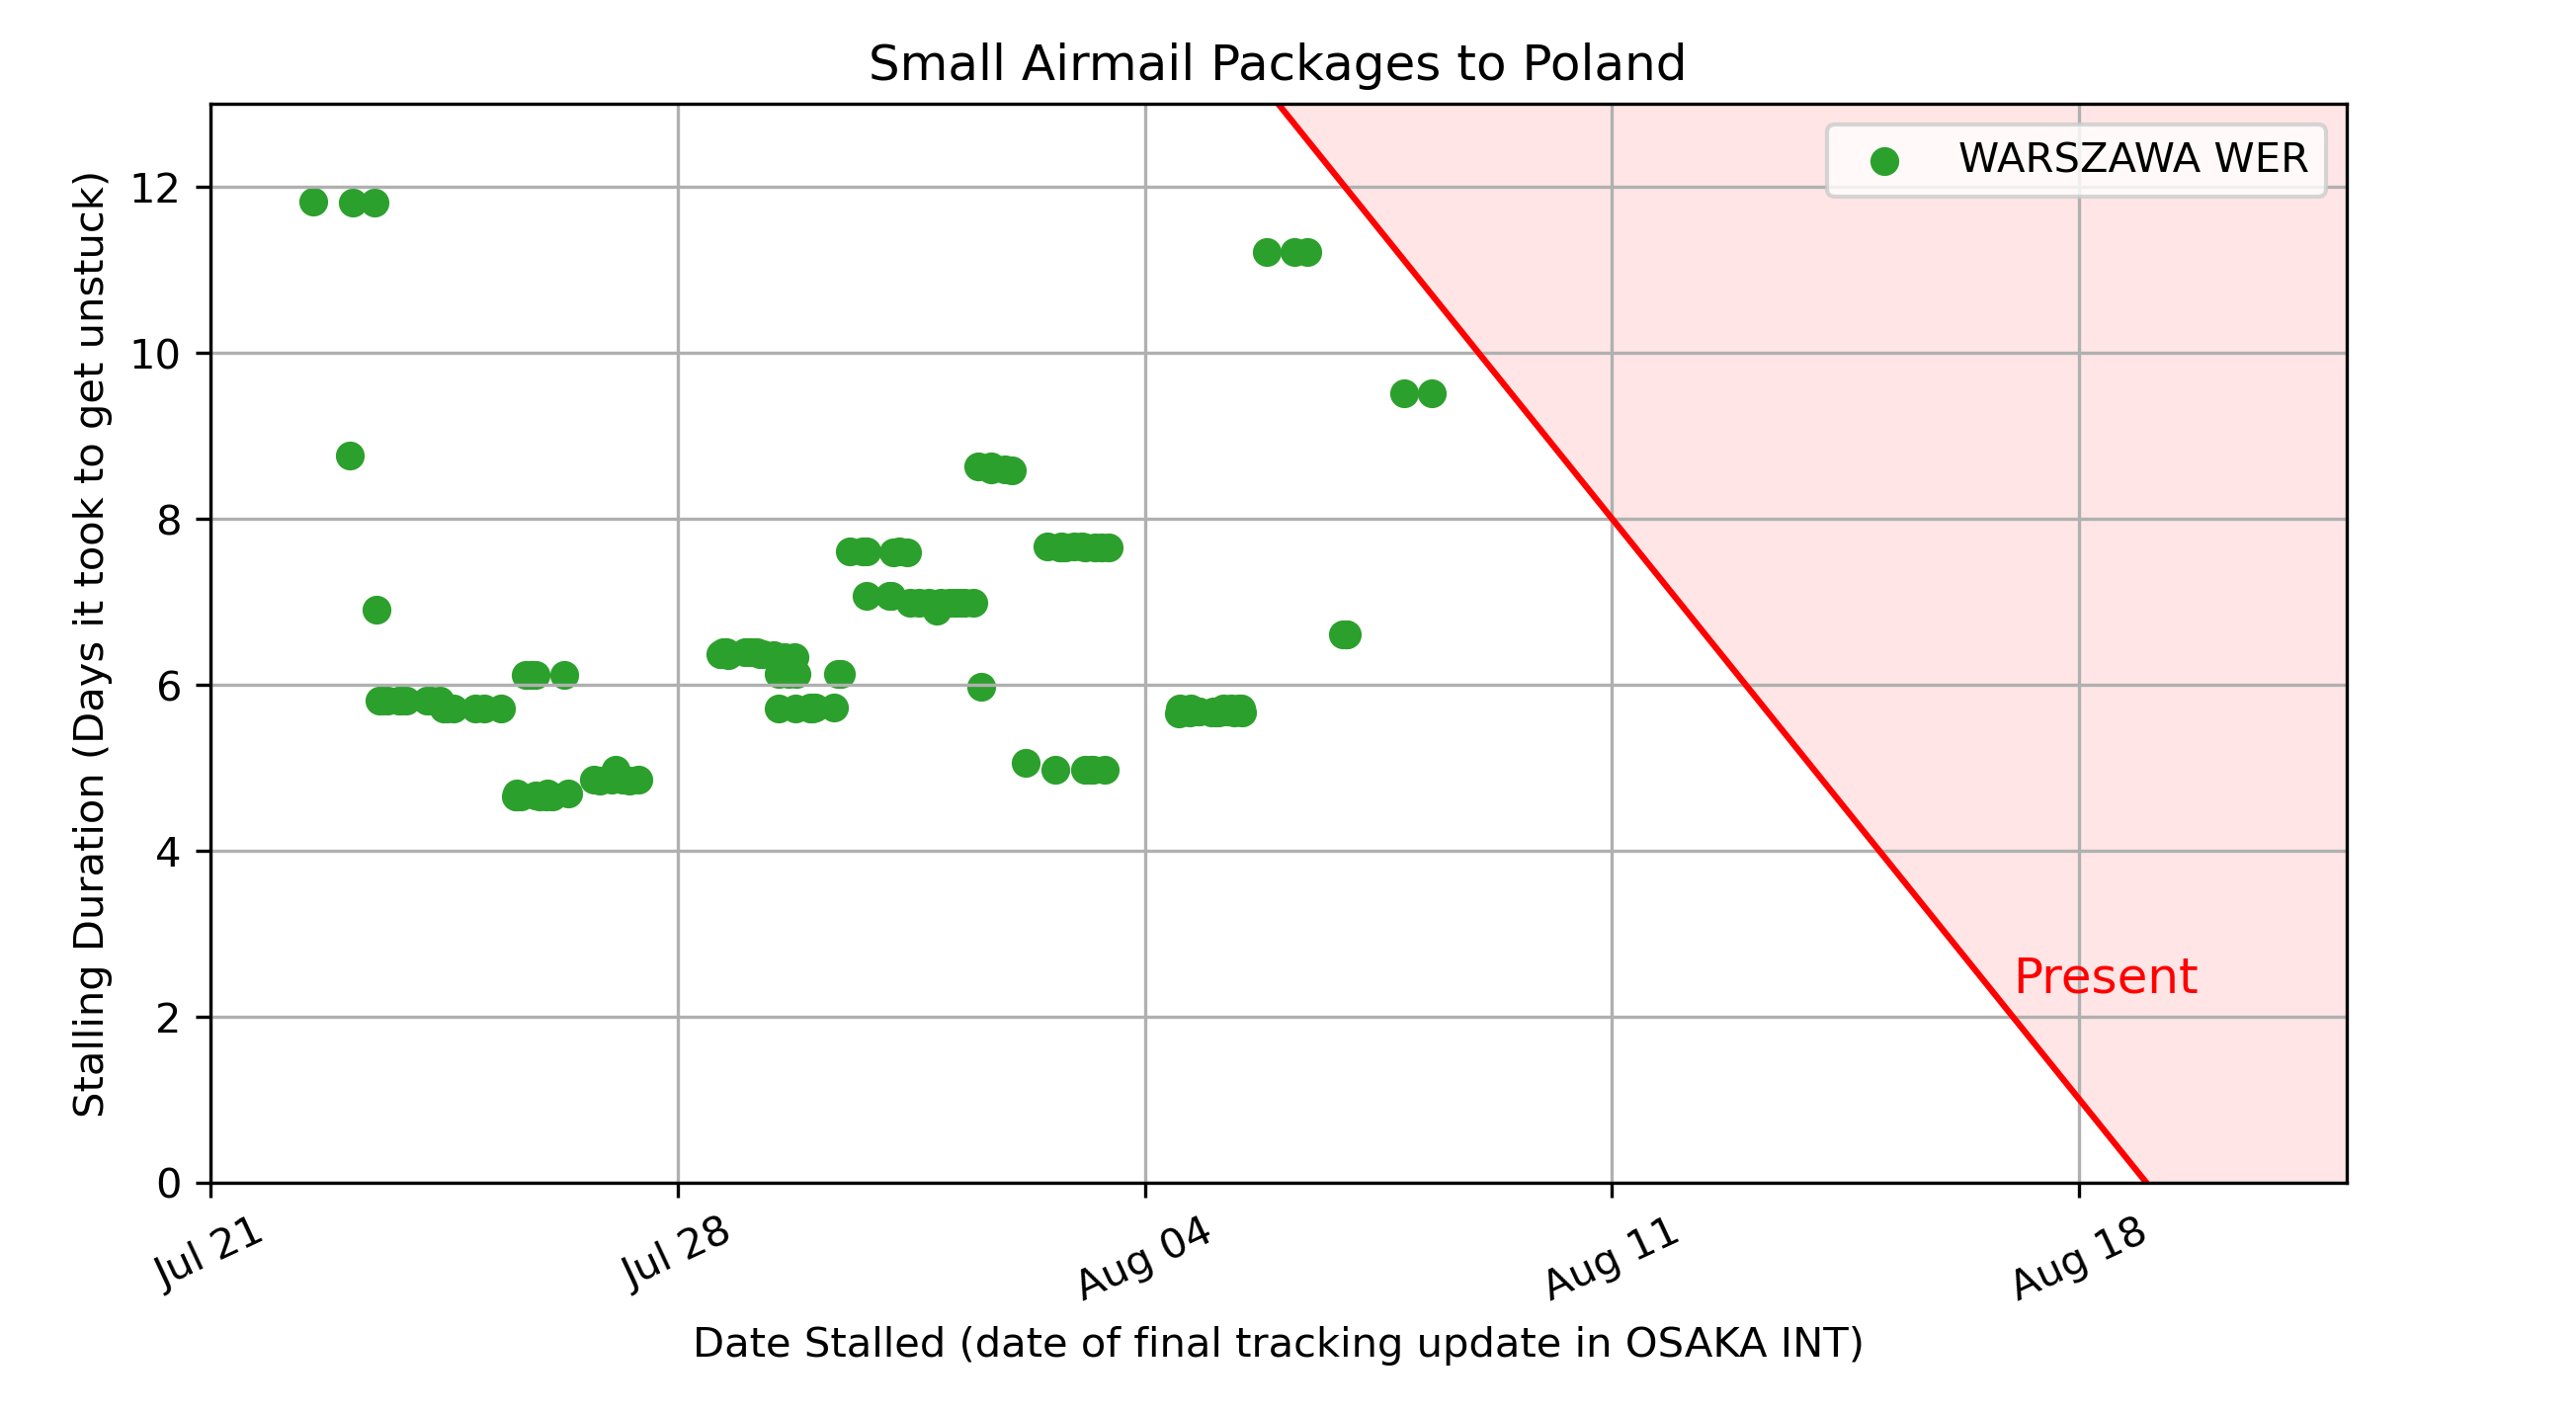 Small Airmail Packages to Poland
Stalling Duration (Days it took to get unstuck)
12
10
8
6
4
2
0
WARSZAWA WER
Present
Jul 21
Jul 28
Aug 04
Aug 11
Aug 18
Date Stalled (date of final tracking update in OSAKA INT)